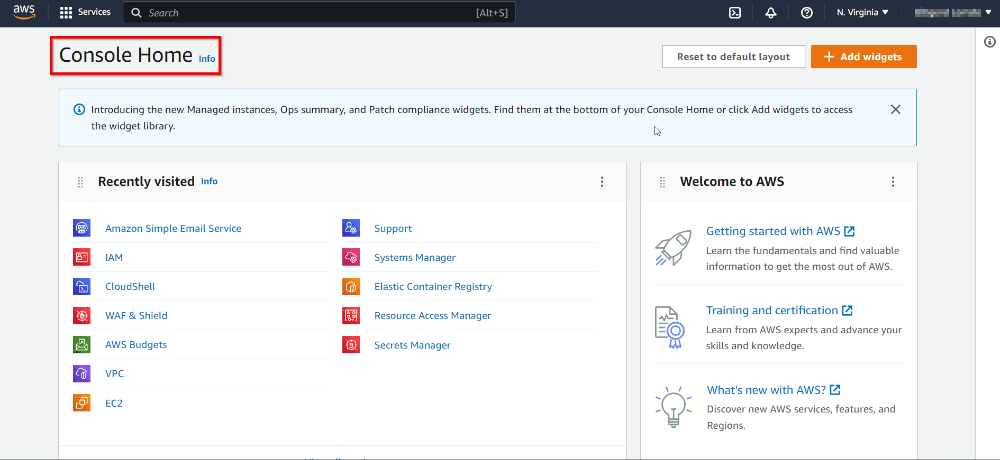 aws
Services
Search
[Alt+S]
N. Virginia
Console Home Info
Reset to default layout
Add widgets
Introducing the new Managed instances, Ops summary, and Patch compliance widgets. Find them at the bottom of your Console Home or click Add widgets to access
the widget library.
Recently visited Info
Amazon Simple Email Service
IAM
CloudShell
WAF & Shield
AWS Budgets
VPC
EC2
Support
Systems Manager
Elastic Container Registry
Resource Access Manager
Secrets Manager
Welcome to AWS
Getting started with AWS
Learn the fundamentals and find valuable
information to get the most out of AWS.
Training and certification
Learn from AWS experts and advance your
skills and knowledge.
What's new with AWS?
Discover new AWS services, features, and
Regions.